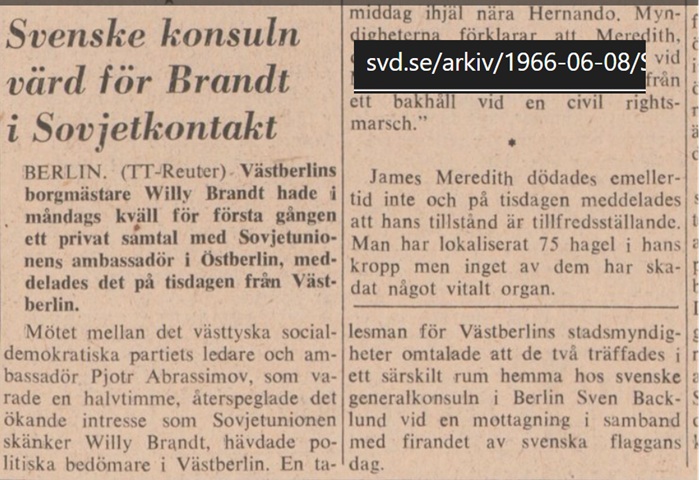 Svenske konsuln
värd för Brandt
i Sovjetkontakt
BERLIN. (TT-Reuter) - Västberlins
borgmästare Willy Brandt hade i
måndags kväll för första gången
ett privat samtal med Sovjetunio-
nens ambassadör i Östberlin, med-
delades det på tisdagen från Väst-
berlin.
Mötet mellan det västtyska social-
demokratiska partiets ledare och am-
bassadör Pjotr Abrassimov, som va-
rade en halvtimme, återspeglade det
ökande intresse som Sovjetunionen
skänker Willy Brandt, hävdade po-
litiska bedömare i Västberlin. En ta-
middag ihjäl nära Hernando. Myn-
digheterna förklarar att Meredith,
svd.se/arkiv/1966-06-08/
vid
från
ett bakhåll vid en civil rights-
marsch.”
*
James Meredith dödades emeller-
tid inte och på tisdagen meddelades
att hans tillstånd är tillfredsställande.
Man har lokaliserat 75 hagel i hans
kropp men inget av dem har ska-
dat något vitalt organ.
lesman för Västberlins stadsmyndig-
heter omtalade att de två träffades i
ett särskilt rum hemma hos svenske
generalkonsuln i Berlin Sven Back-
lund vid en mottagning i samband
med firandet av svenska flaggans
dag.